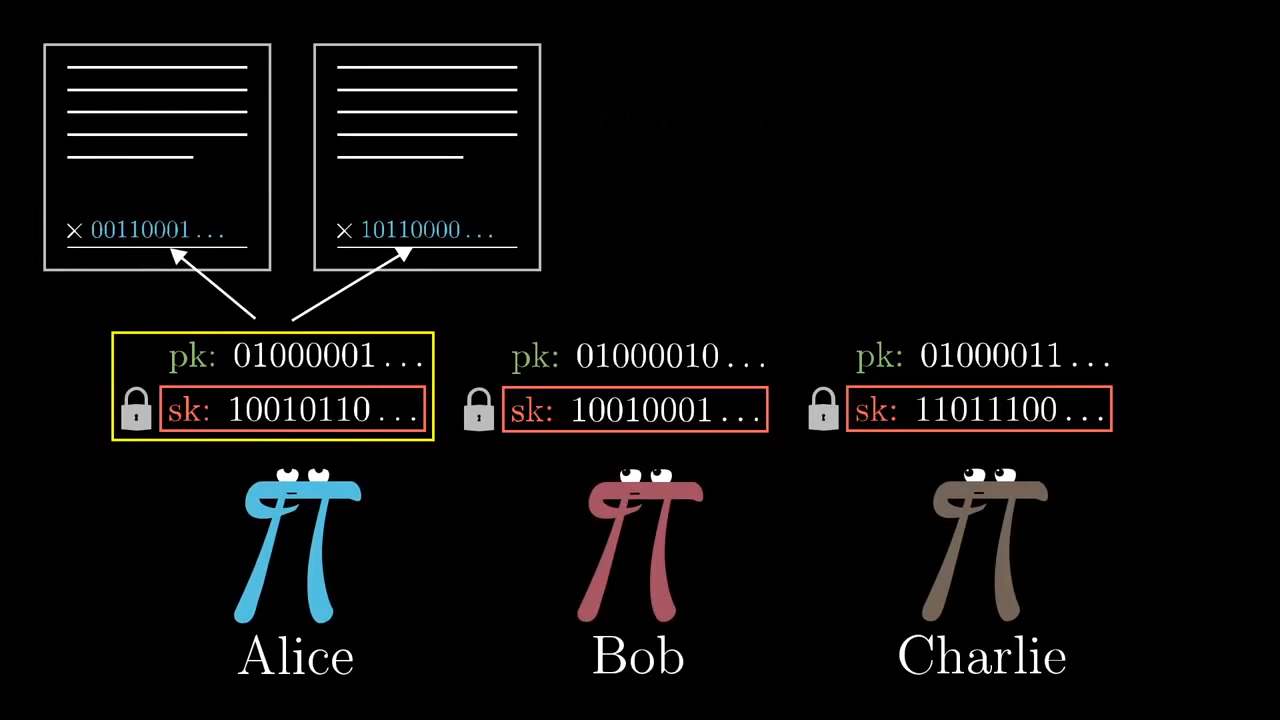 × 00110001...
× 10110000...
pk: 01000001...
pk: 01000010...
pk: 01000011...
sk: 10010110...
sk: 10010001...
sk: 11011100...
Alice
Bob
Charlie